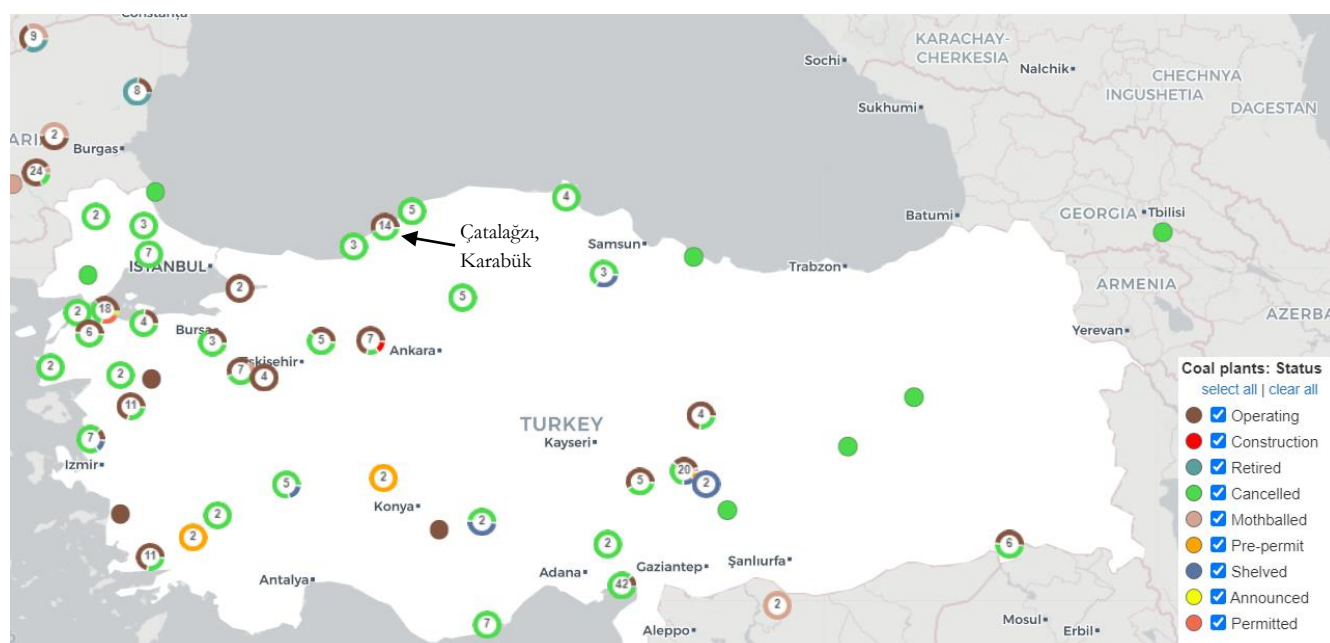 Constanța
9
KARACHAY-
CHERKESIA
Sochi
Nalchik
CHECHNYA
INGUSHETIA
DAGESTAN
8
Sukhumi
2
Burgas
24
4
2
5
3
14
Çatalağzı,
Karabük
3
7
Samsun
3
Batumi
GEORGIA
Tbilisi
ISTANBUL
Trabzon
2
5
ARMENIA
2
18
6
4
Bursa
3
5
7
Ankara
Yerevan
2
2
7
4
11
4
TURKEY
Kayseri
7
Izmir
5
2
5
20
2
Konya
2
2
2
11
2
6
Adana
Gaziantep
Şanlıurfa
Antalya
42
2
7
Aleppo
Mosul
Erbil
Coal plants: Status
select all | clear all
Operating
Construction
Retired
Cancelled
Mothballed
Pre-permit
Shelved
Announced
Permitted